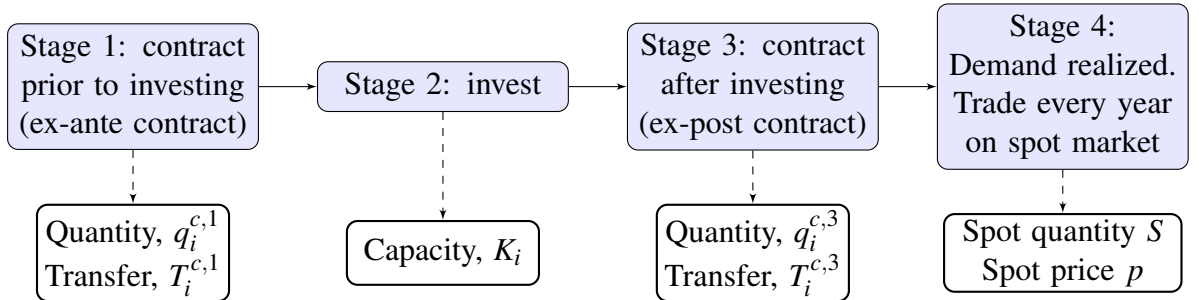 Stage 1: contract
prior to investing
(ex-ante contract)
Stage 2: invest
Stage 3: contract
after investing
(ex-post contract)
Stage 4:
Demand realized.
Trade every year
on spot market
Quantity, $q_i^{c,1}$
Transfer, $T_i^{c,1}$
Capacity, $K_i$
Quantity, $q_i^{c,3}$
Transfer, $T_i^{c,3}$
Spot quantity $S$
Spot price $p$